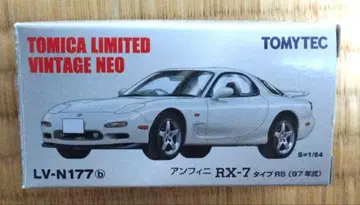 TOMICA LIMITED
VINTAGE NEO
TOMYTEC
S=1/64
LV-N177ⓑ
アンフィニ RX-7 タイプRS (97年式)